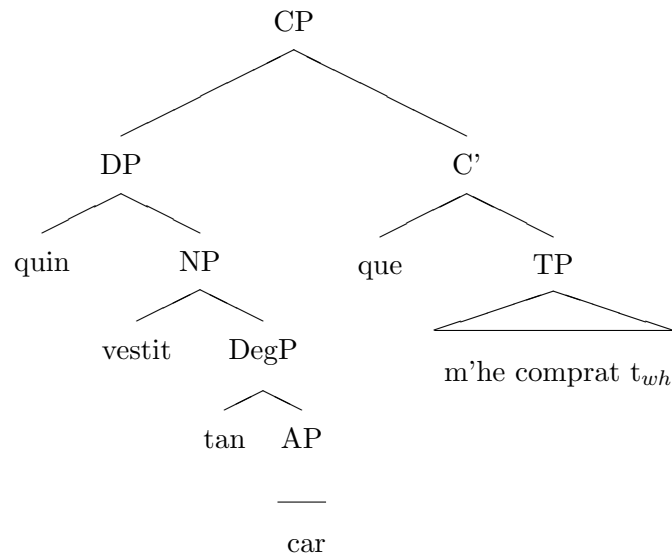 CP
DP C'
quin NP que TP
vestit DegP m'he comprat t_wh
tan AP
car